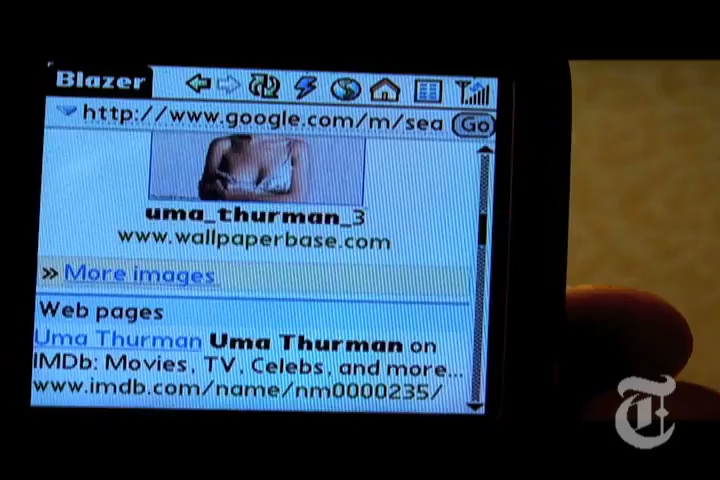 Blazer
http://www.google.com/m/sea Go
uma_thurman_3
www.wallpaperbase.com
» More images
Web pages
Uma Thurman Uma Thurman on
IMDb: Movies, TV, Celebs, and more...
www.imdb.com/name/nm0000235/
T